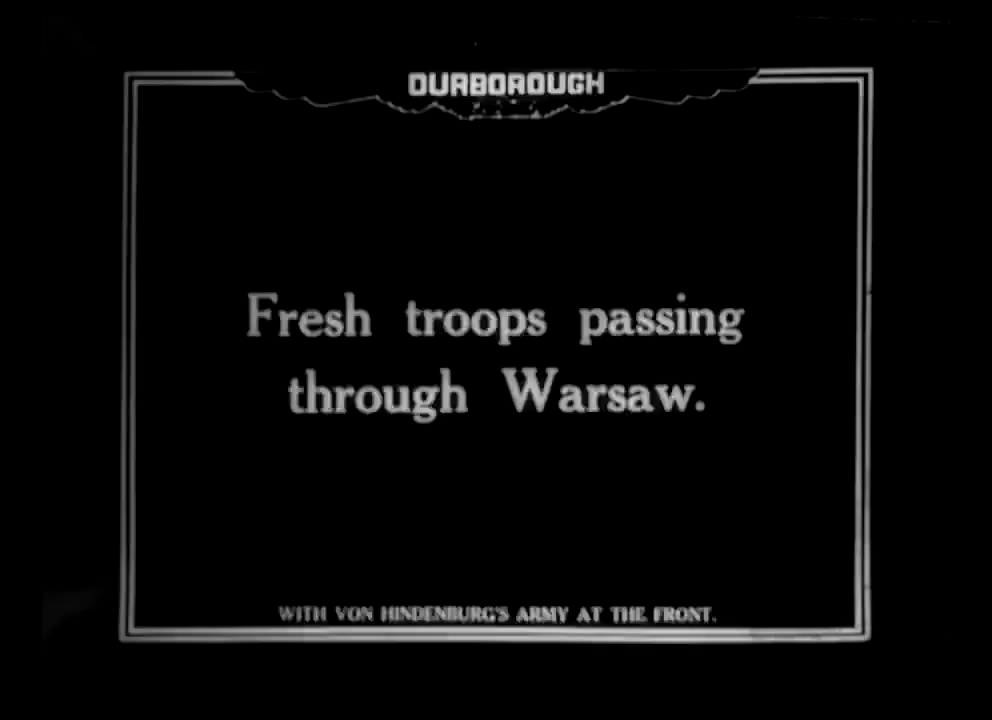 DURBOROUGH
Fresh troops passing
through Warsaw.
WITH VON HINDENBURG'S ARMY AT THE FRONT.